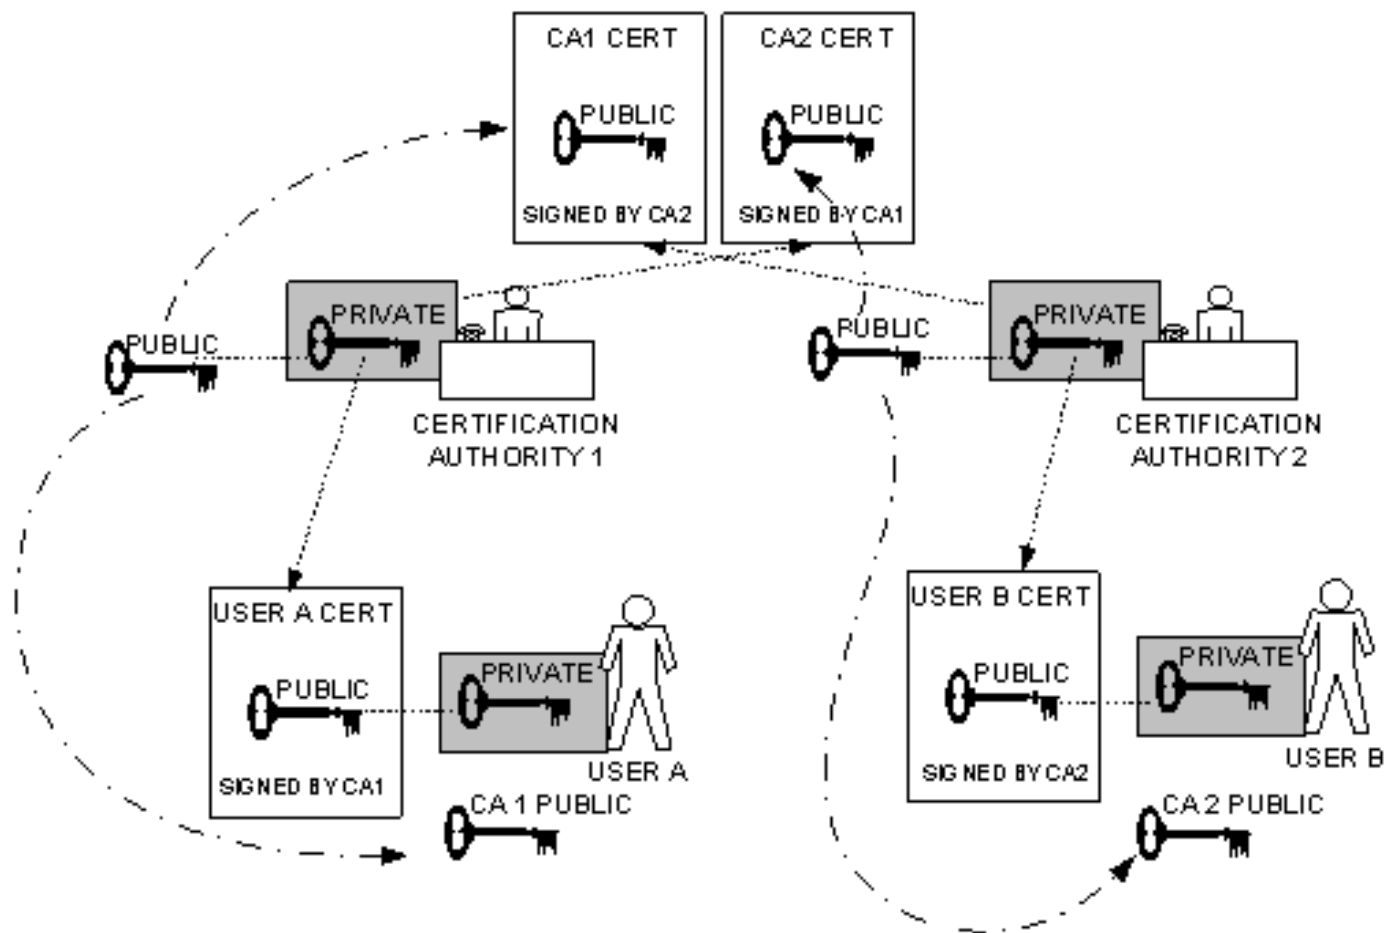 CA1 CERT
PUBLIC
SIGNED BY CA2
CA2 CERT
PUBLIC
SIGNED BY CA1
PUBLIC
PRIVATE
CERTIFICATION
AUTHORITY 1
PUBLIC
PRIVATE
CERTIFICATION
AUTHORITY 2
USER A CERT
PUBLIC
SIGNED BY CA1
PRIVATE
USER A
CA 1 PUBLIC
USER B CERT
PUBLIC
SIGNED BY CA2
PRIVATE
USER B
CA 2 PUBLIC